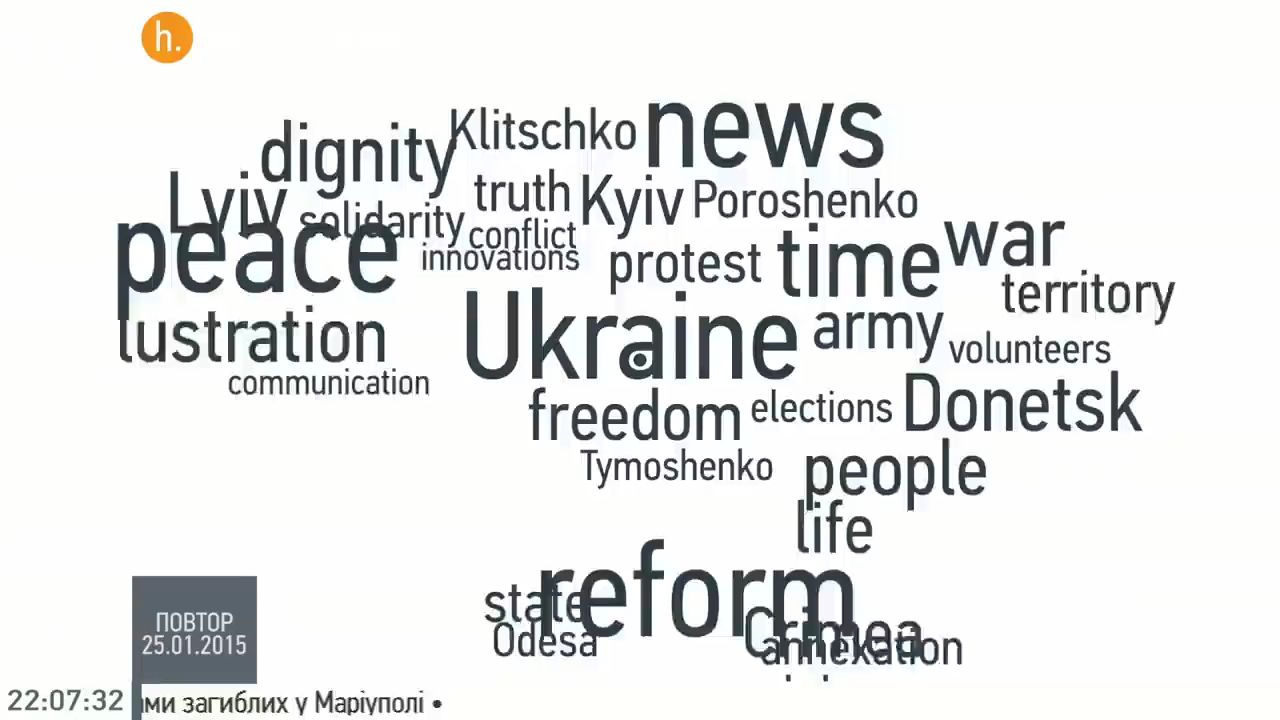 h.
news
Klitschko
dignity
truth
Kyiv
Poroshenko
Lviv
solidarity
conflict
war
peace
innovations
protest
time
territory
lustration
Ukraine
army
volunteers
communication
freedom
elections
Donetsk
Tymoshenko
people
life
reform
state
Odesa
Crimea
annexation
ПОВТОР
25.01.2015
22:07:32
ми загиблих у Маріуполі •